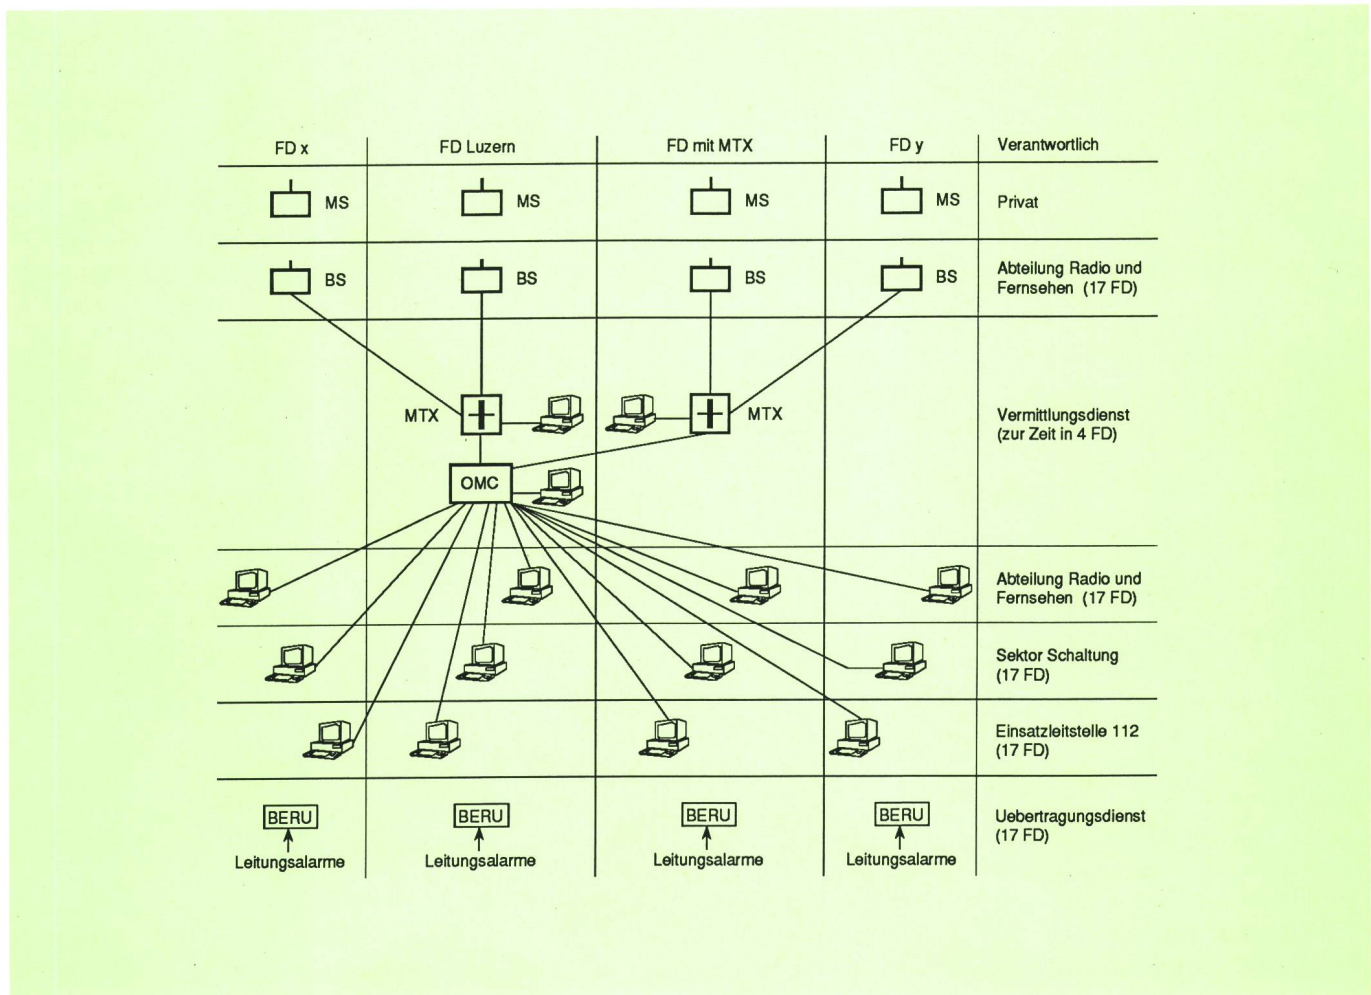 FD x
FD Luzern
FD mit MTX
FD y
Verantwortlich
MS
MS
MS
MS
Privat
BS
BS
BS
BS
Abteilung Radio und
Fernsehen (17 FD)
MTX
MTX
Vermittlungsdienst
(zur Zeit in 4 FD)
OMC
Abteilung Radio und
Fernsehen (17 FD)
Sektor Schaltung
(17 FD)
Einsatzleitstelle 112
(17 FD)
BERU
BERU
BERU
BERU
Uebertragungsdienst
(17 FD)
Leitungsalarme
Leitungsalarme
Leitungsalarme
Leitungsalarme